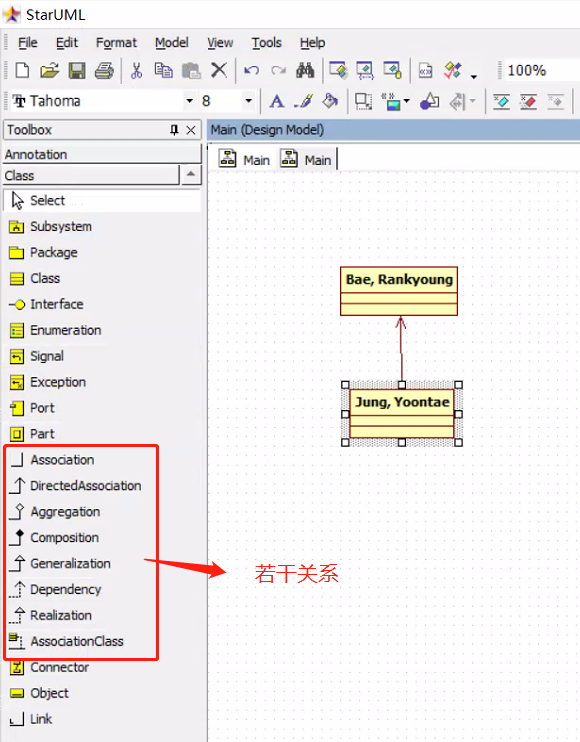 StarUML
File Edit Format Model View Tools Help
100%
Tahoma 8
Toolbox
Main (Design Model)
Annotation
Main Main
Class
Select
Subsystem
Package
Class
Interface
Enumeration
Signal
Exception
Port
Part
Association
DirectedAssociation
Aggregation
Composition
Generalization
Dependency
Realization
AssociationClass
Connector
Object
Link
Bae, Rankyoung
Jung, Yoontae
若干关系